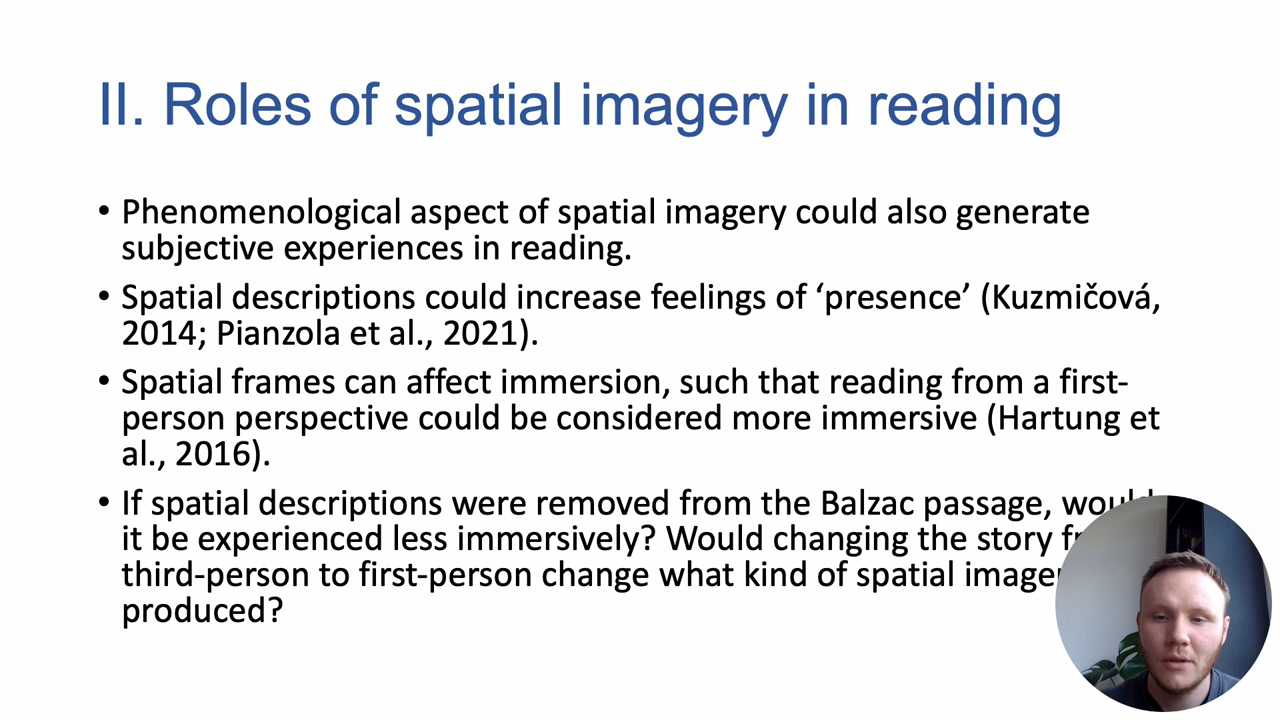 II. Roles of spatial imagery in reading
• Phenomenological aspect of spatial imagery could also generate
subjective experiences in reading.
• Spatial descriptions could increase feelings of ‘presence’ (Kuzmičová,
2014; Pianzola et al., 2021).
• Spatial frames can affect immersion, such that reading from a first-
person perspective could be considered more immersive (Hartung et
al., 2016).
• If spatial descriptions were removed from the Balzac passage, would
it be experienced less immersively? Would changing the story
third-person to first-person change what kind of spatial
produced?